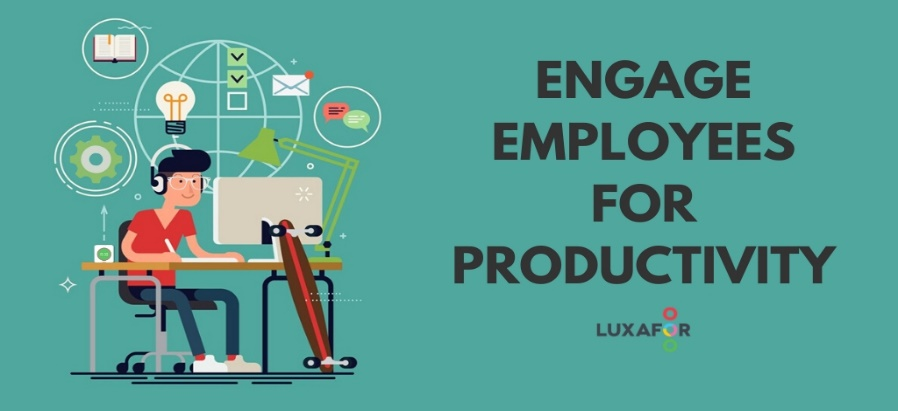 ENGAGE
EMPLOYEES
FOR
PRODUCTIVITY
LUXAFOR